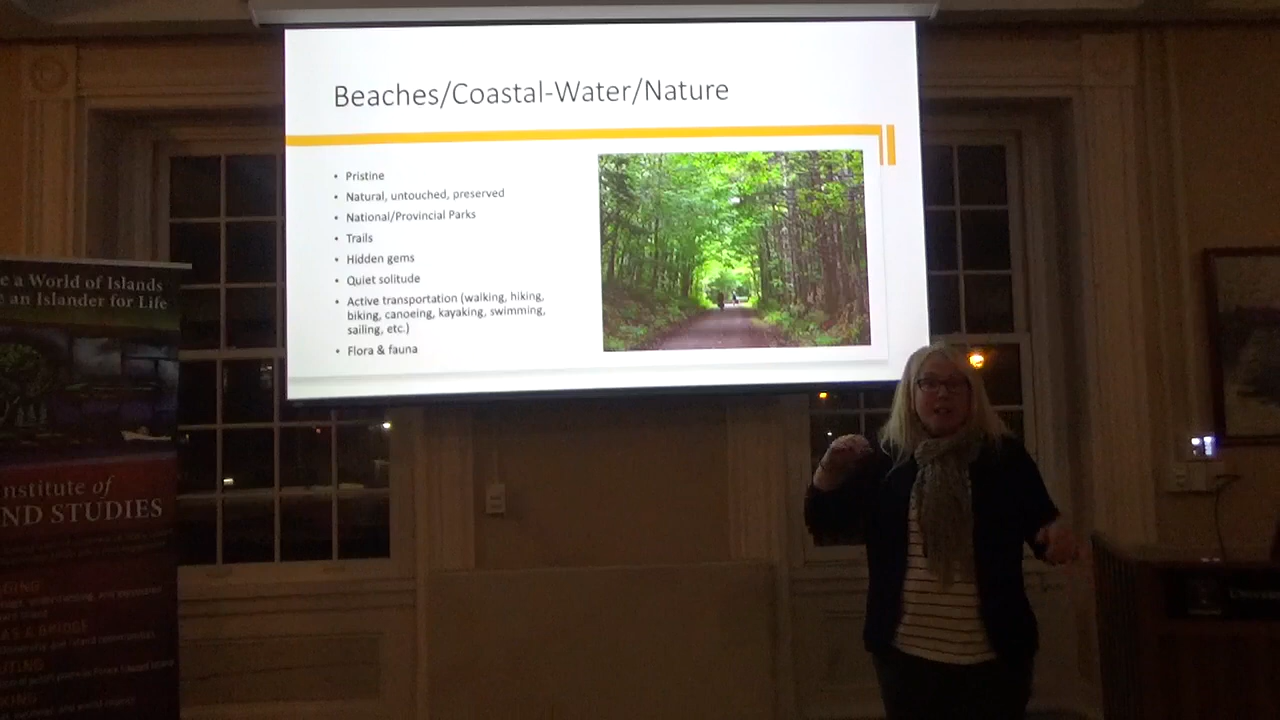 Beaches/Coastal-Water/Nature
• Pristine
• Natural, untouched, preserved
• National/Provincial Parks
• Trails
• Hidden gems
• Quiet solitude
• Active transportation (walking, hiking,
biking, canoeing, kayaking, swimming,
sailing, etc.)
• Flora & fauna
e a World of Islands
e an Islander for Life
nstitute of
ND STUDIES